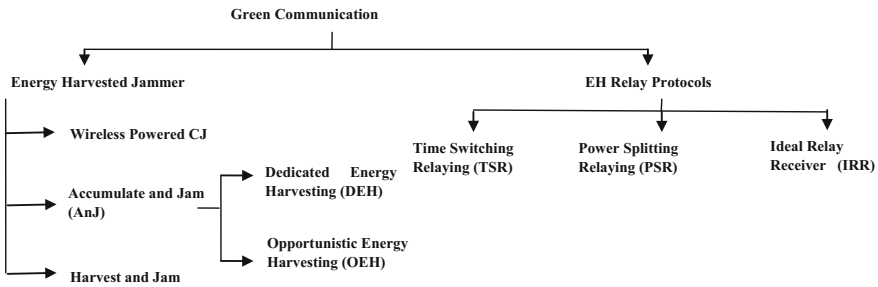 Green Communication
Energy Harvested Jammer
EH Relay Protocols
Wireless Powered CJ
Accumulate and Jam
(AnJ)
Harvest and Jam
Dedicated Energy
Harvesting (DEH)
Opportunistic Energy
Harvesting (OEH)
Time Switching
Relaying (TSR)
Power Splitting
Relaying (PSR)
Ideal Relay
Receiver (IRR)